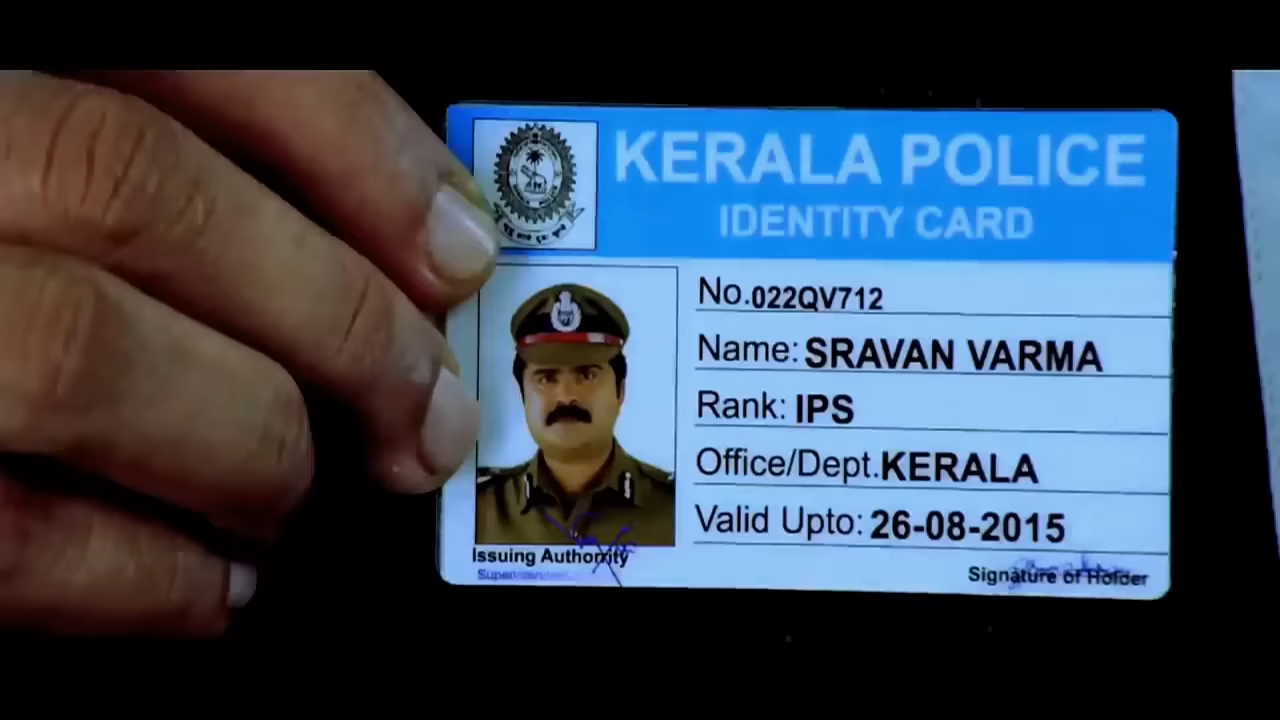 KERALA POLICE
IDENTITY CARD
No.022QV712
Name: SRAVAN VARMA
Rank: IPS
Office/Dept.KERALA
Valid Upto: 26-08-2015
Issuing Authority
Signature of Holder